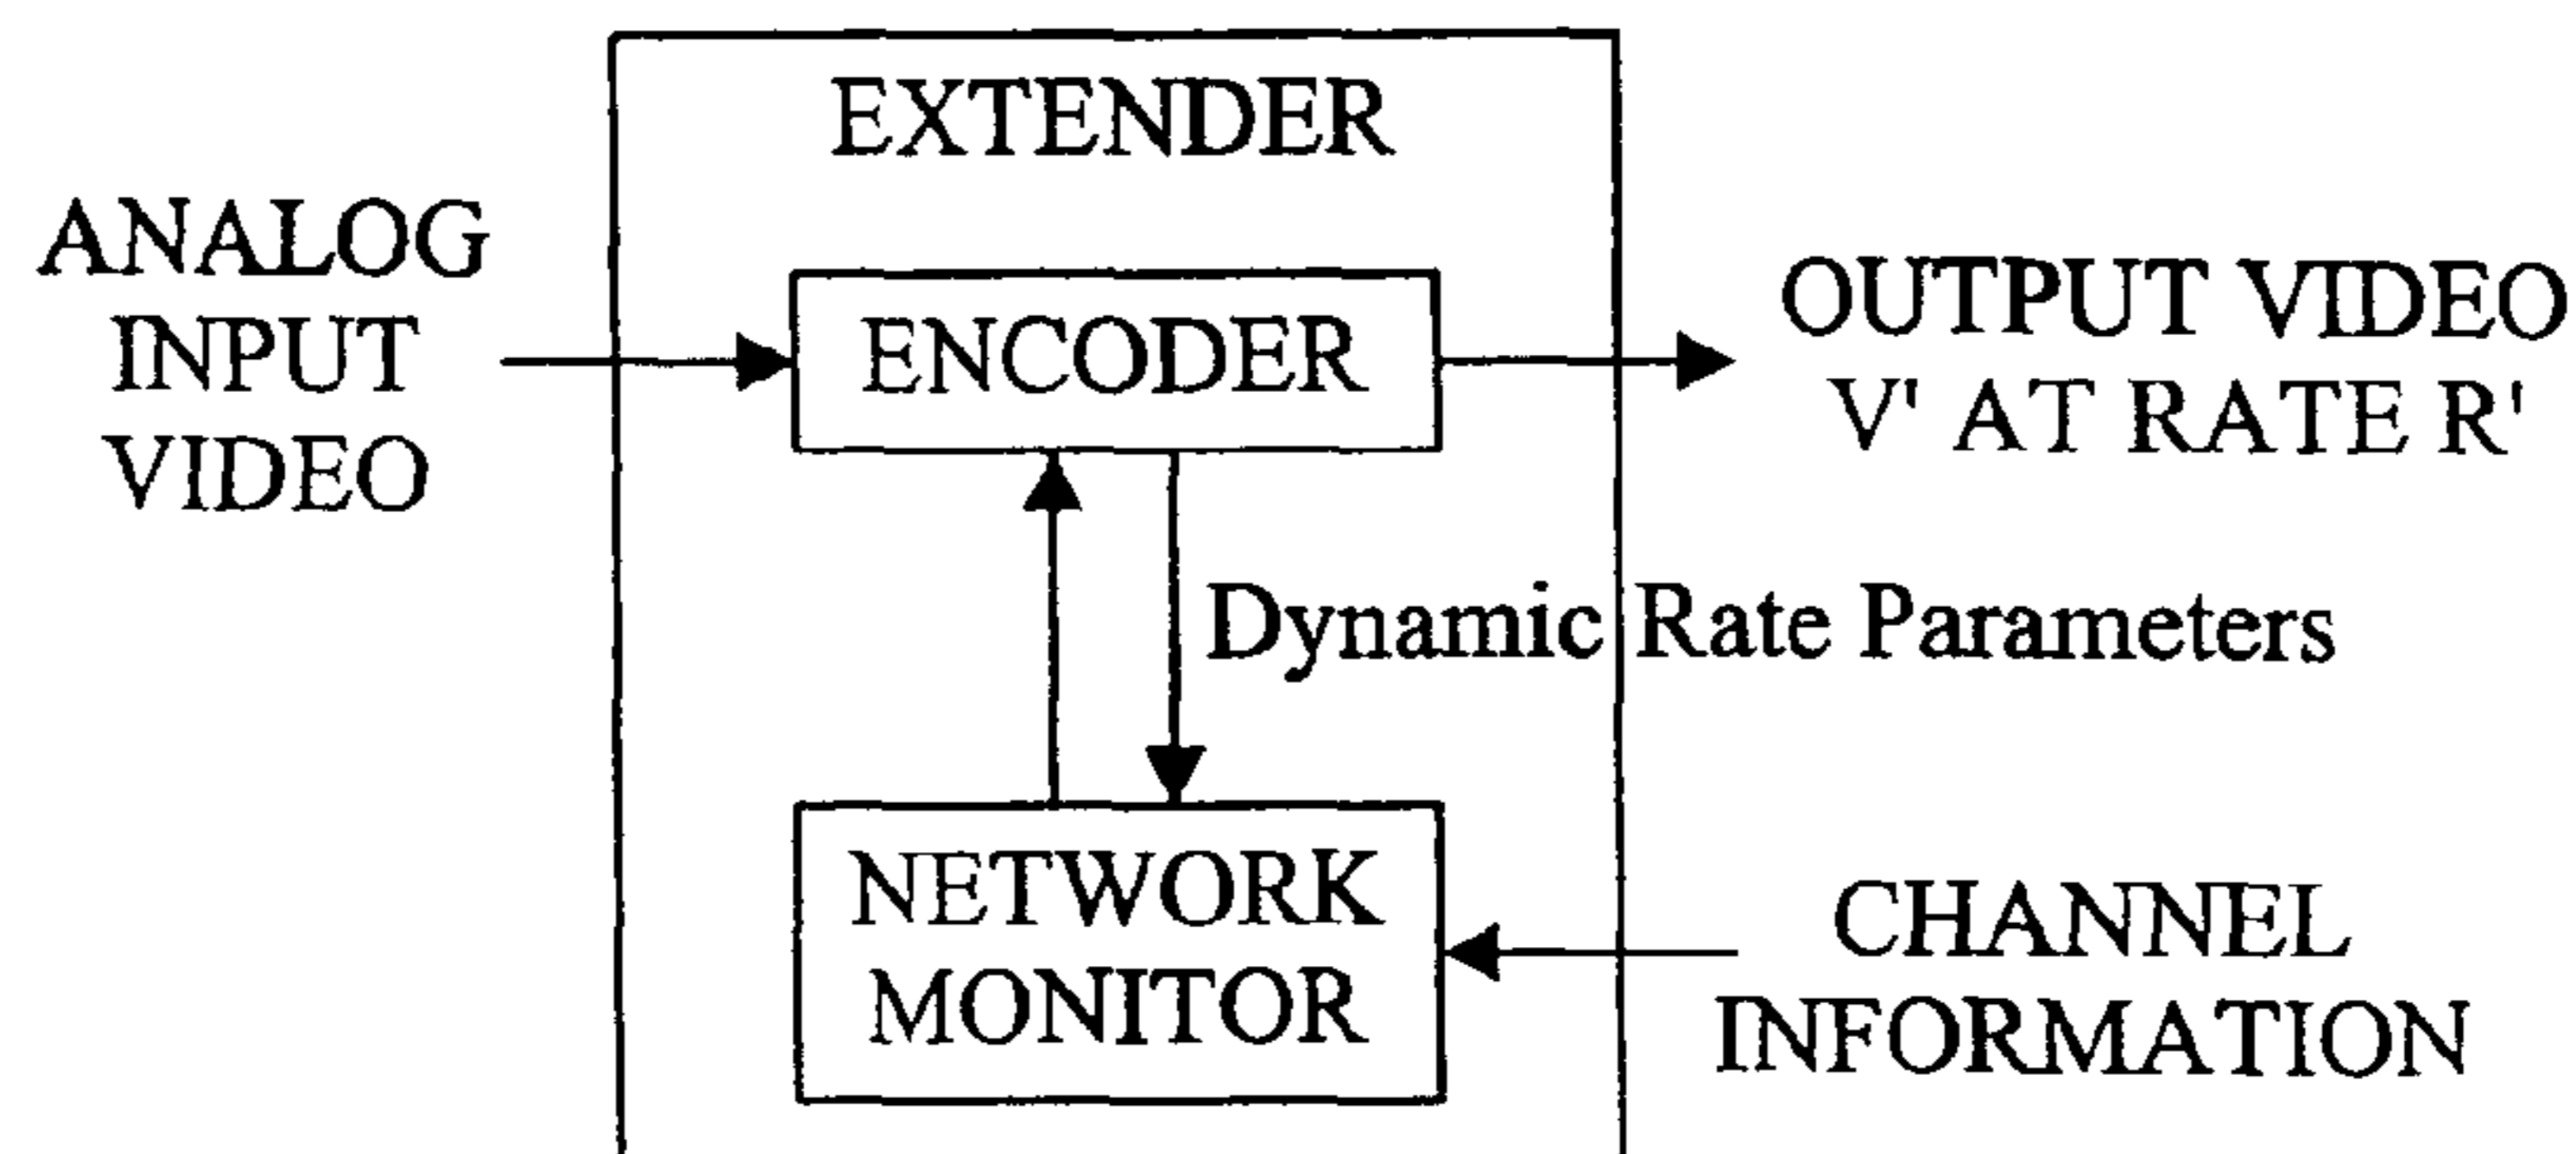 EXTENDER
ANALOG
INPUT
VIDEO
ENCODER
OUTPUT VIDEO
V' AT RATE R'
Dynamic Rate Parameters
NETWORK
MONITOR
CHANNEL
INFORMATION